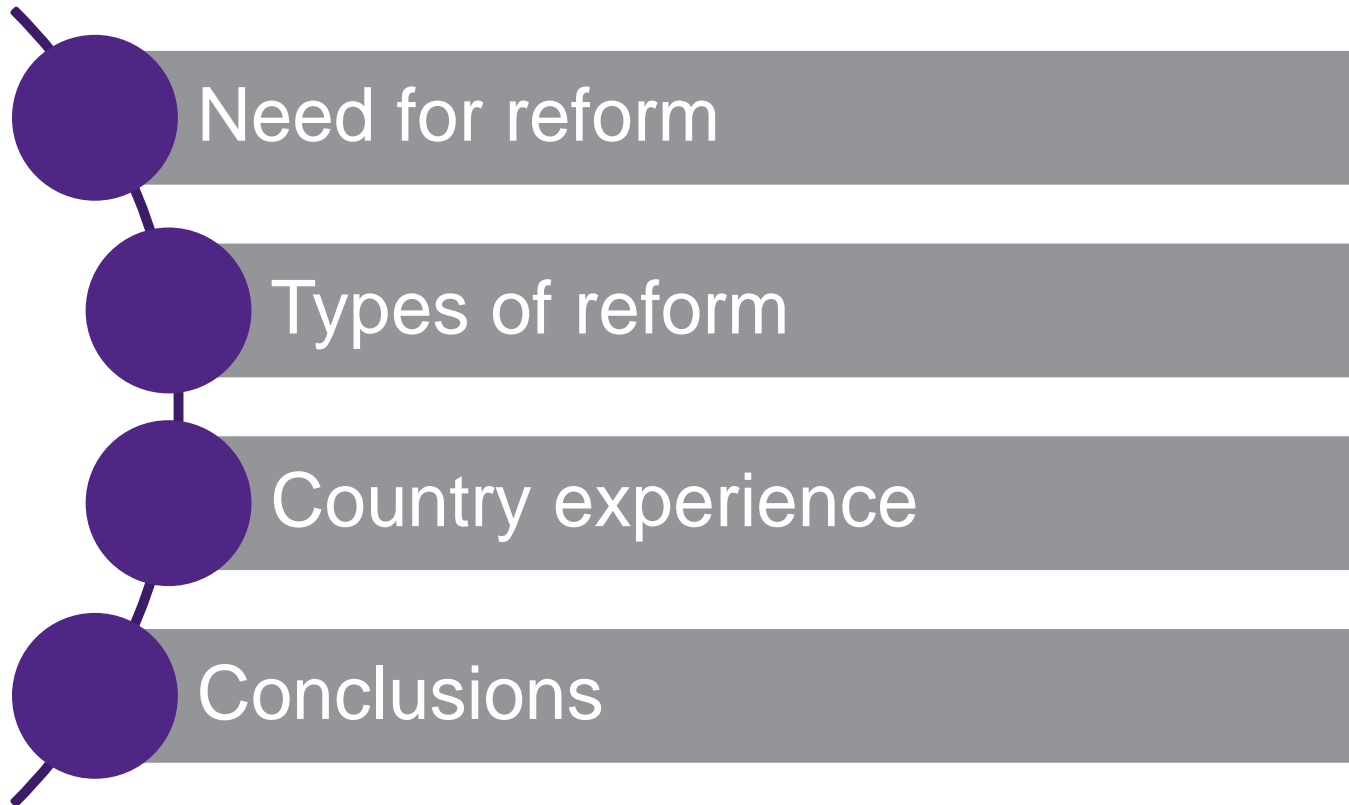 Need for reform
Types of reform
Country experience
Conclusions